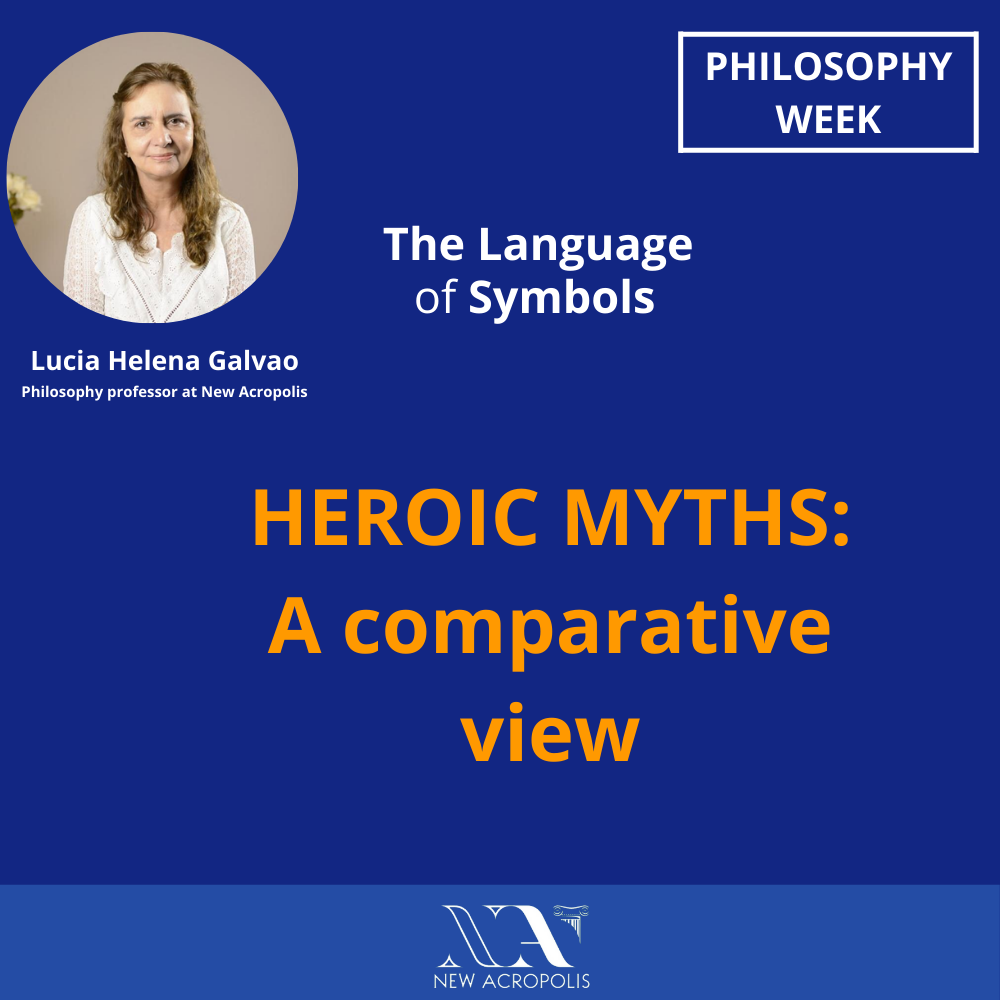 PHILOSOPHY
WEEK
The Language
of Symbols
Lucia Helena Galvao
Philosophy professor at New Acropolis
HEROIC MYTHS:
A comparative
view
NA
NEW ACROPOLIS